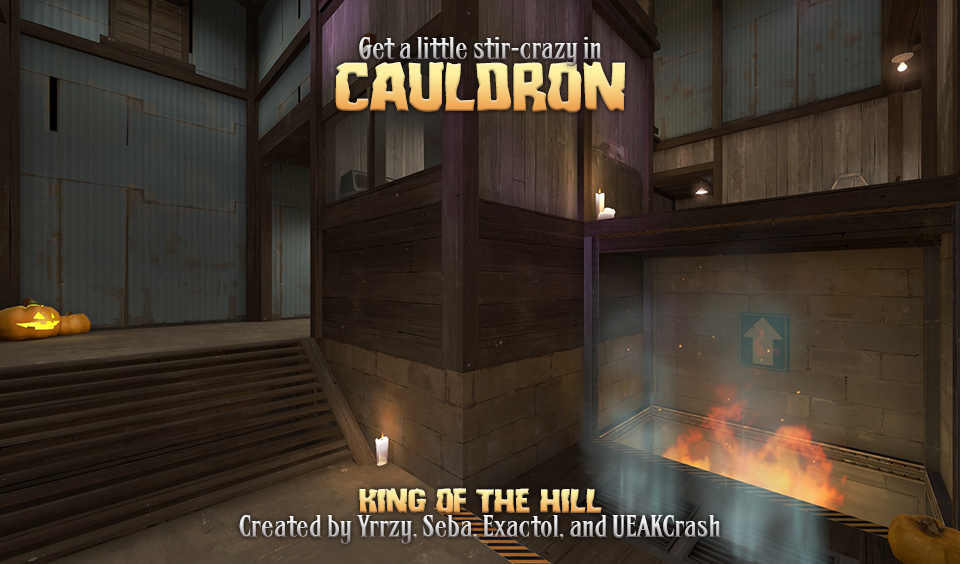 Get a little stir-crazy in
CAULDRON
KING OF THE HILL
Created by Yrrzy, Seba, Exactol, and UEAKCrash